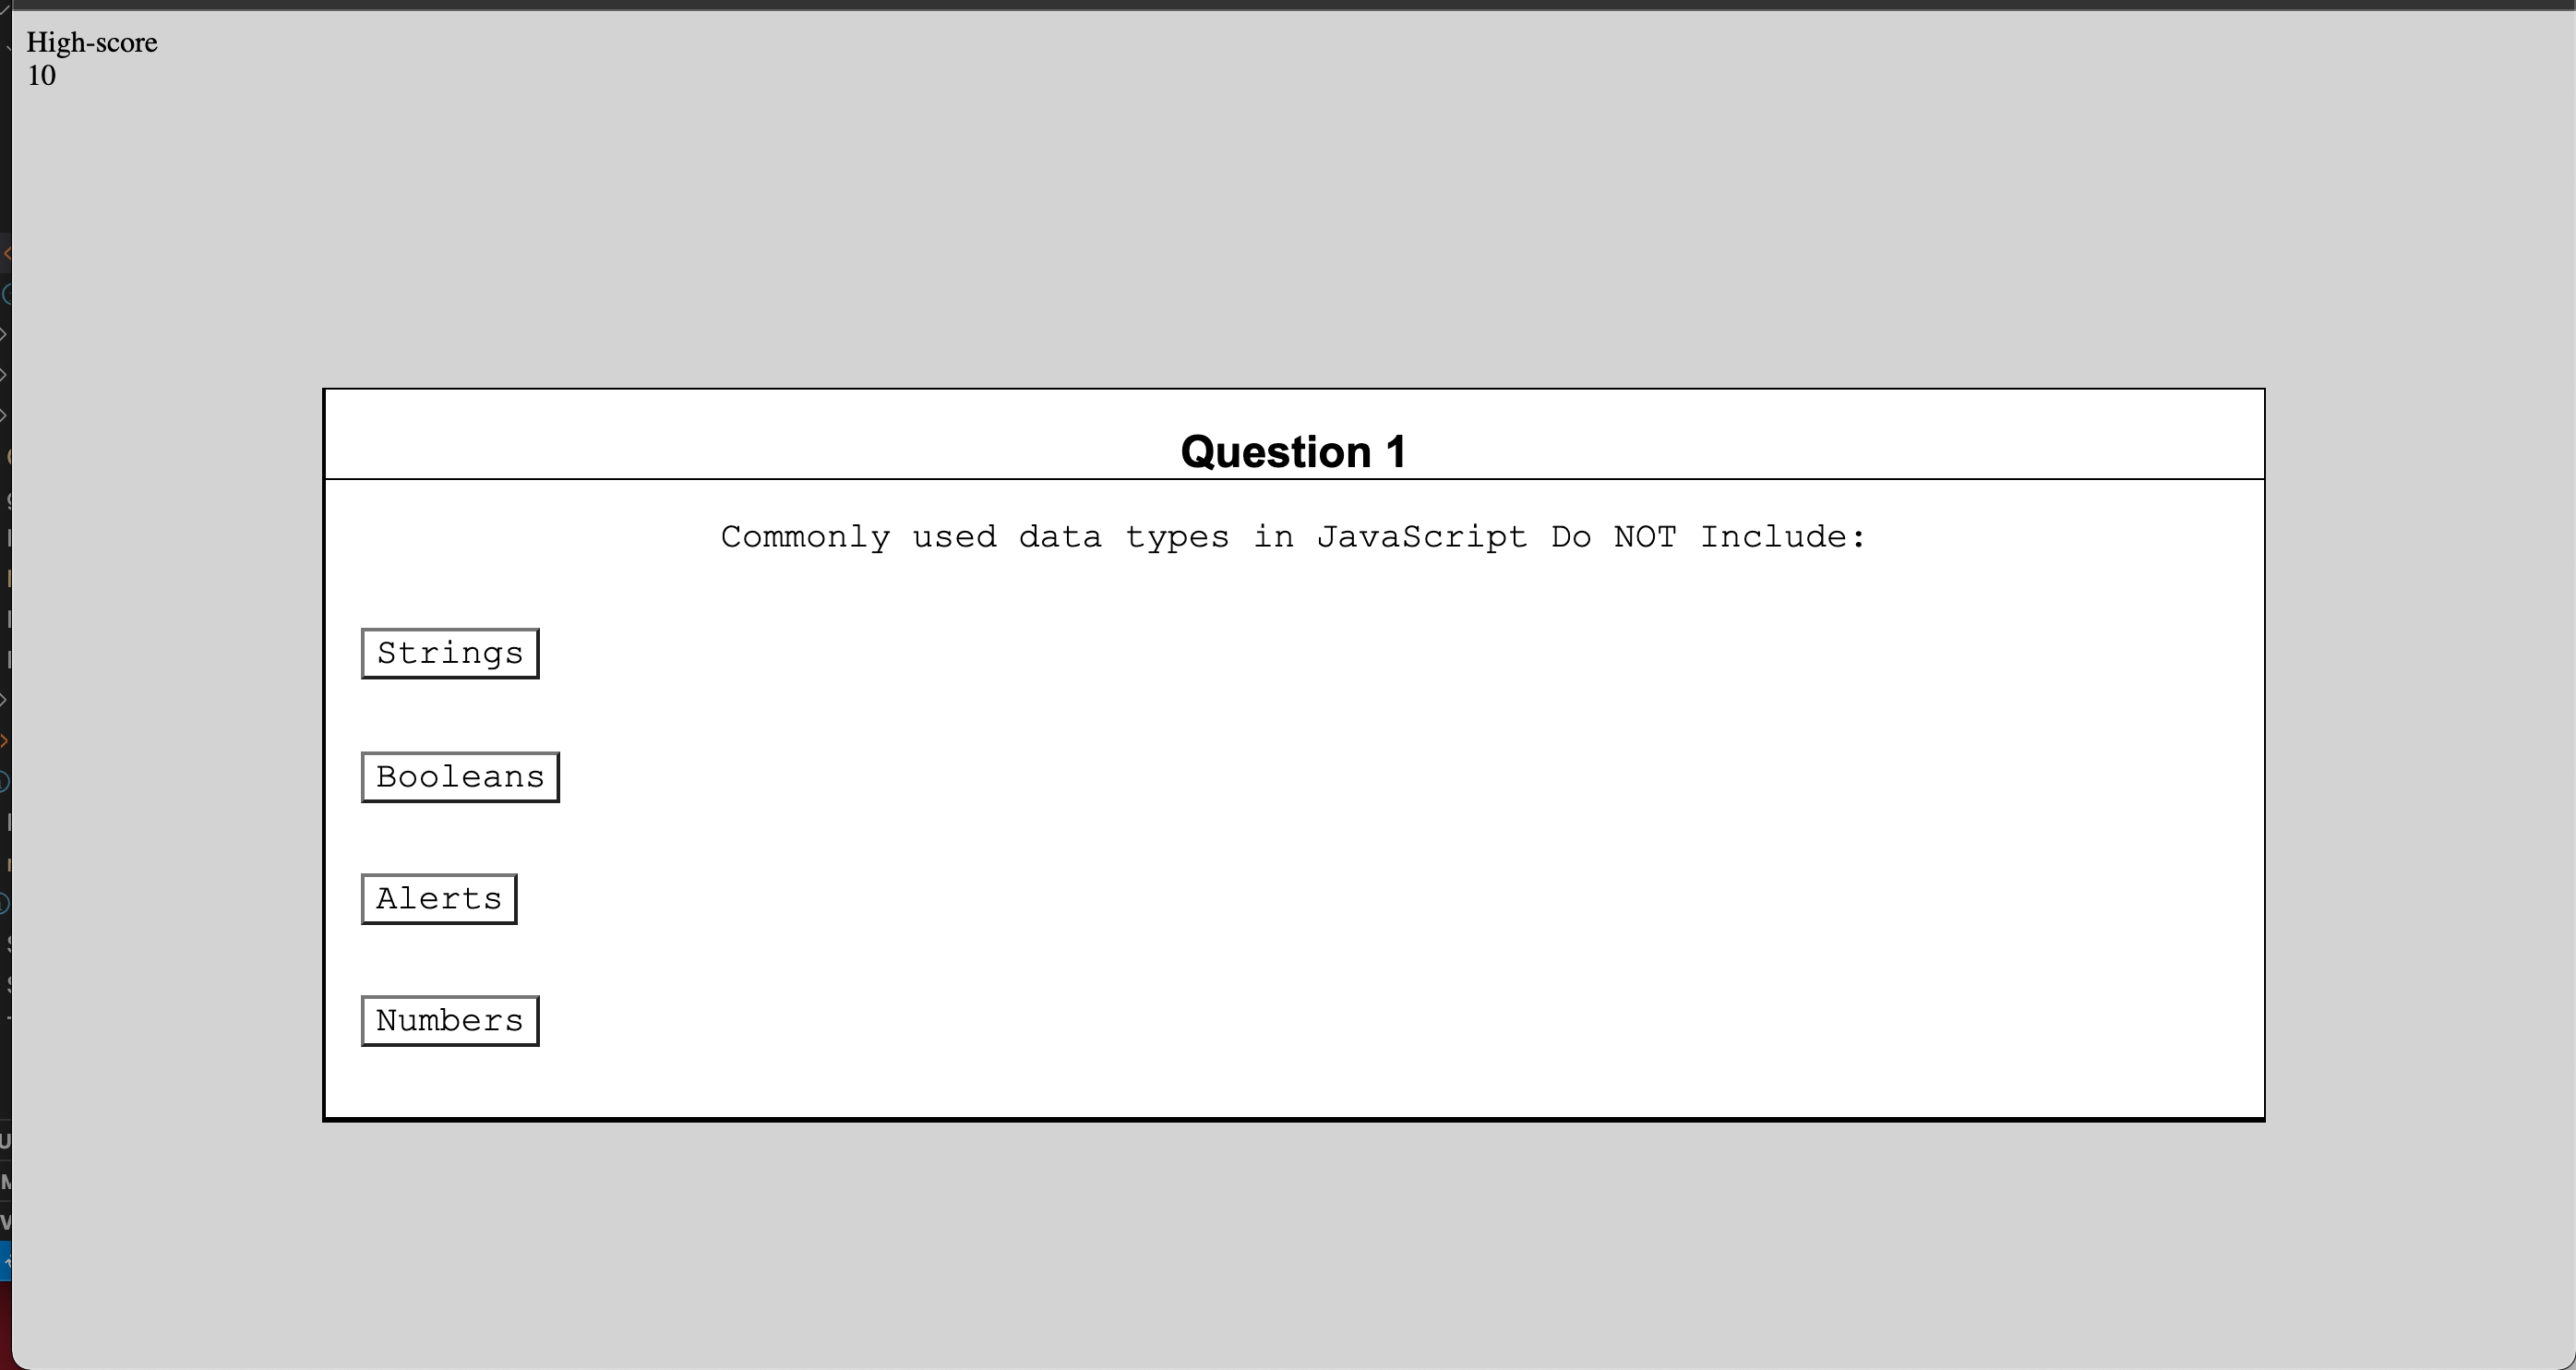 High-score
10
Question 1
Commonly used data types in JavaScript Do NOT Include:
Strings
Booleans
Alerts
Numbers